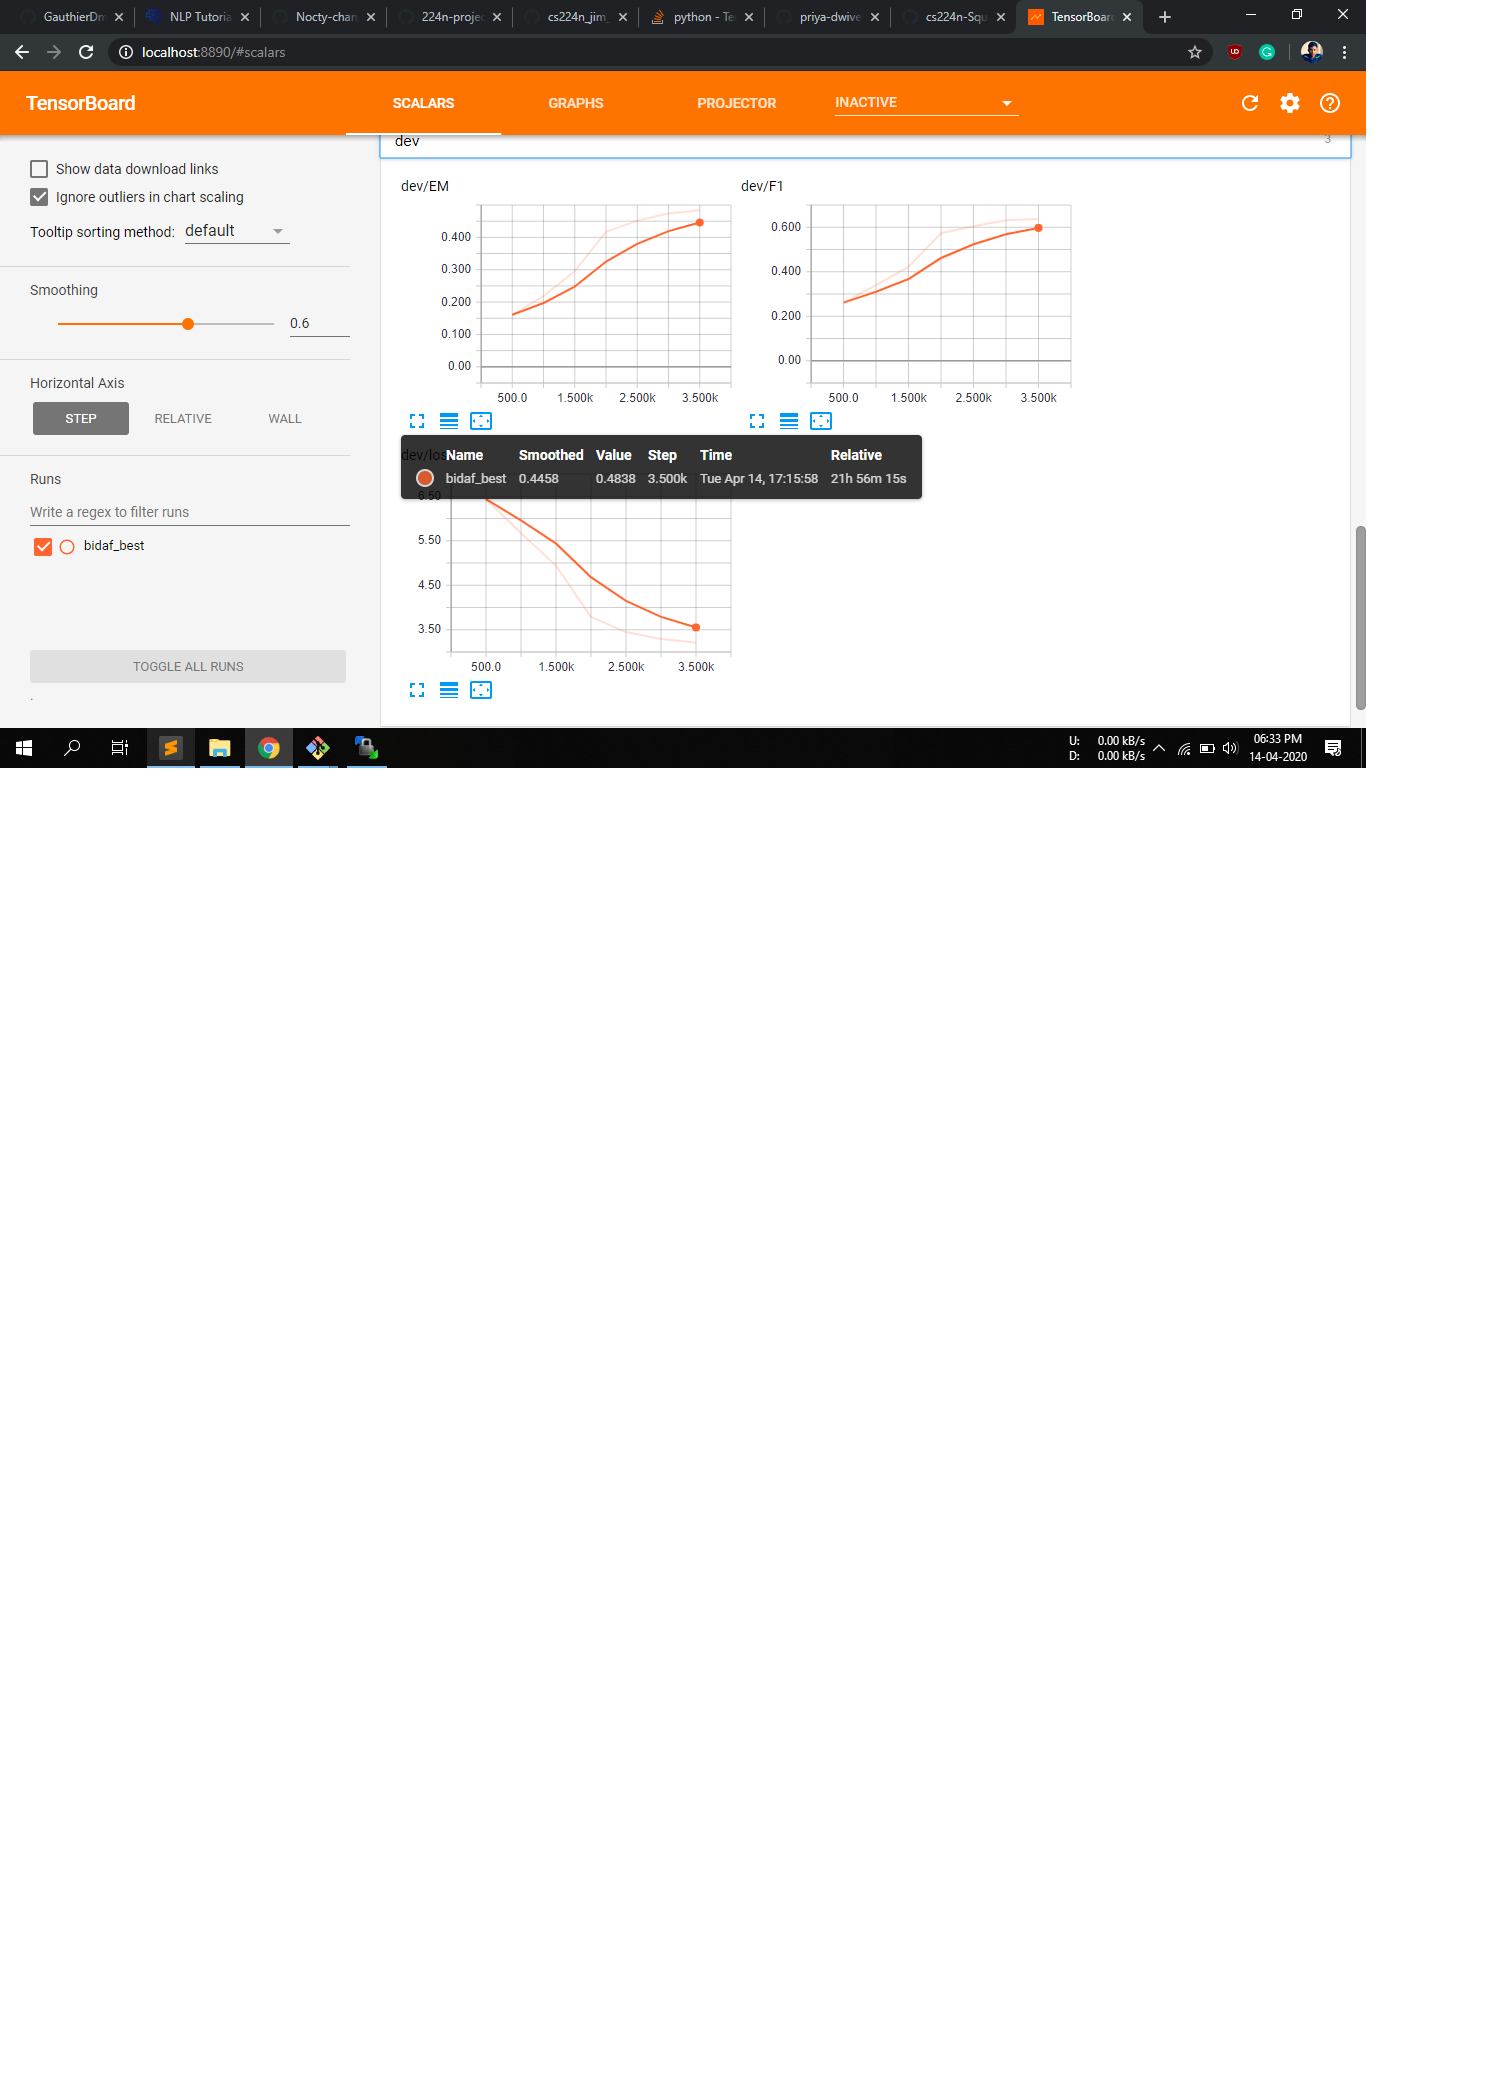 GauthierDm
NLP Tutoria
Nocty-chan
224n-projec
cs224n_jim_
python - Te
priya-dwive
cs224n-Squ
TensorBoar
localhost:8890/#scalars
TensorBoard
SCALARS
GRAPHS
PROJECTOR
INACTIVE
dev
3
Show data download links
Ignore outliers in chart scaling
Tooltip sorting method: default
Smoothing
0.6
Horizontal Axis
STEP RELATIVE WALL
Runs
Write a regex to filter runs
bidaf_best
TOGGLE ALL RUNS
.
dev/EM
0.400
0.300
0.200
0.100
0.00
500.0 1.500k 2.500k 3.500k
dev/F1
0.600
0.400
0.200
0.00
500.0 1.500k 2.500k 3.500k
dev/los
Name Smoothed Value Step Time Relative
bidaf_best 0.4458 0.4838 3.500k Tue Apr 14, 17:15:58 21h 56m 15s
6.50
5.50
4.50
3.50
500.0 1.500k 2.500k 3.500k
U: 0.00 kB/s
D: 0.00 kB/s
06:33 PM
14-04-2020